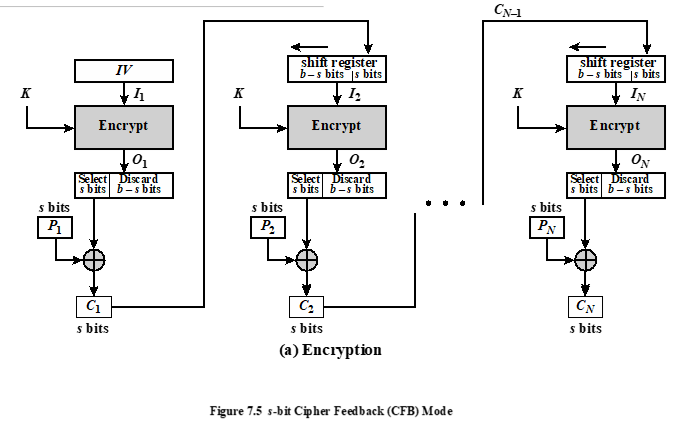 C_N–1
IV
shift register
b – s bits | s bits
shift register
b – s bits | s bits
K
I_1
K
I_2
K
I_N
Encrypt
Encrypt
Encrypt
O_1
O_2
O_N
Select
s bits
Discard
b – s bits
Select
s bits
Discard
b – s bits
• • •
Select
s bits
Discard
b – s bits
s bits
P_1
s bits
P_2
s bits
P_N
C_1
s bits
C_2
s bits
C_N
s bits
(a) Encryption
Figure 7.5 s-bit Cipher Feedback (CFB) Mode